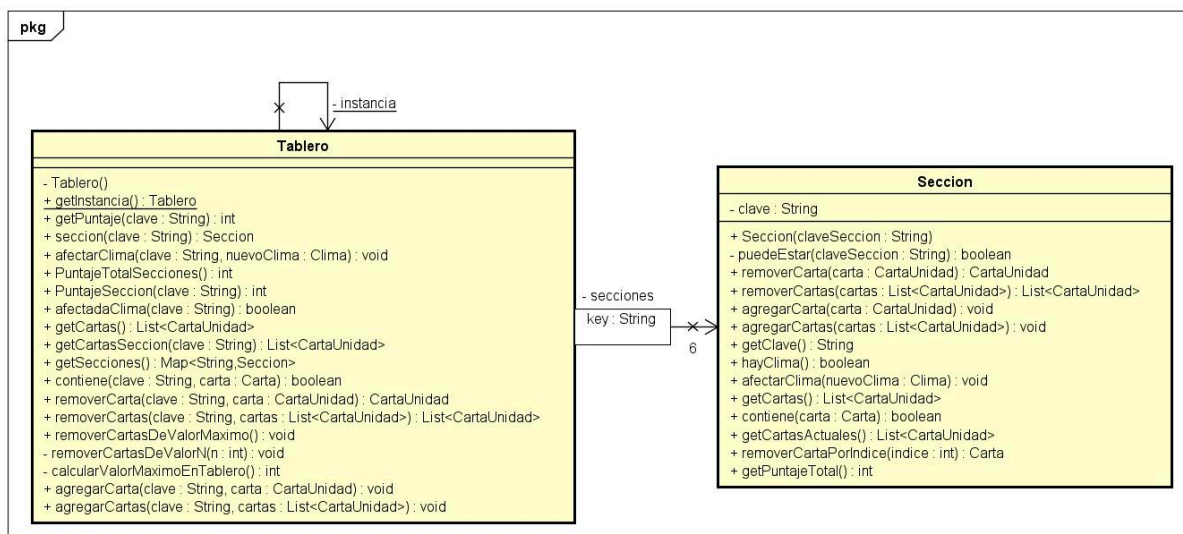 pkg
- instancia
Tablero
- Tablero()
+ getInstancia() : Tablero
+ getPuntaje(clave : String) : int
+ seccion(clave : String) : Seccion
+ afectarClima(clave : String, nuevoClima : Clima) : void
+ PuntajeTotalSecciones() : int
+ PuntajeSeccion(clave : String) : int
+ afectadaClima(clave : String) : boolean
+ getCartas() : List<CartaUnidad>
+ getCartasSeccion(clave : String) : List<CartaUnidad>
+ getSecciones() : Map<String,Seccion>
+ contiene(clave : String, carta : Carta) : boolean
+ removerCarta(clave : String, carta : CartaUnidad) : CartaUnidad
+ removerCartas(clave : String, cartas : List<CartaUnidad>) : List<CartaUnidad>
+ removerCartasDeValorMaximo() : void
- removerCartasDeValorN(n : int) : void
- calcularValorMaximoEnTablero() : int
+ agregarCarta(clave : String, carta : CartaUnidad) : void
+ agregarCartas(clave : String, cartas : List<CartaUnidad>) : void
- secciones
key : String
6
Seccion
- clave : String
+ Seccion(claveSeccion : String)
- puedeEstar(claveSeccion : String) : boolean
+ removerCarta(carta : CartaUnidad) : CartaUnidad
+ removerCartas(cartas : List<CartaUnidad>) : List<CartaUnidad>
+ agregarCarta(carta : CartaUnidad) : void
+ agregarCartas(cartas : List<CartaUnidad>) : void
+ getClave() : String
+ hayClima() : boolean
+ afectarClima(nuevoClima : Clima) : void
+ getCartas() : List<CartaUnidad>
+ contiene(carta : Carta) : boolean
+ getCartasActuales() : List<CartaUnidad>
+ removerCartaPorIndice(indice : int) : Carta
+ getPuntajeTotal() : int